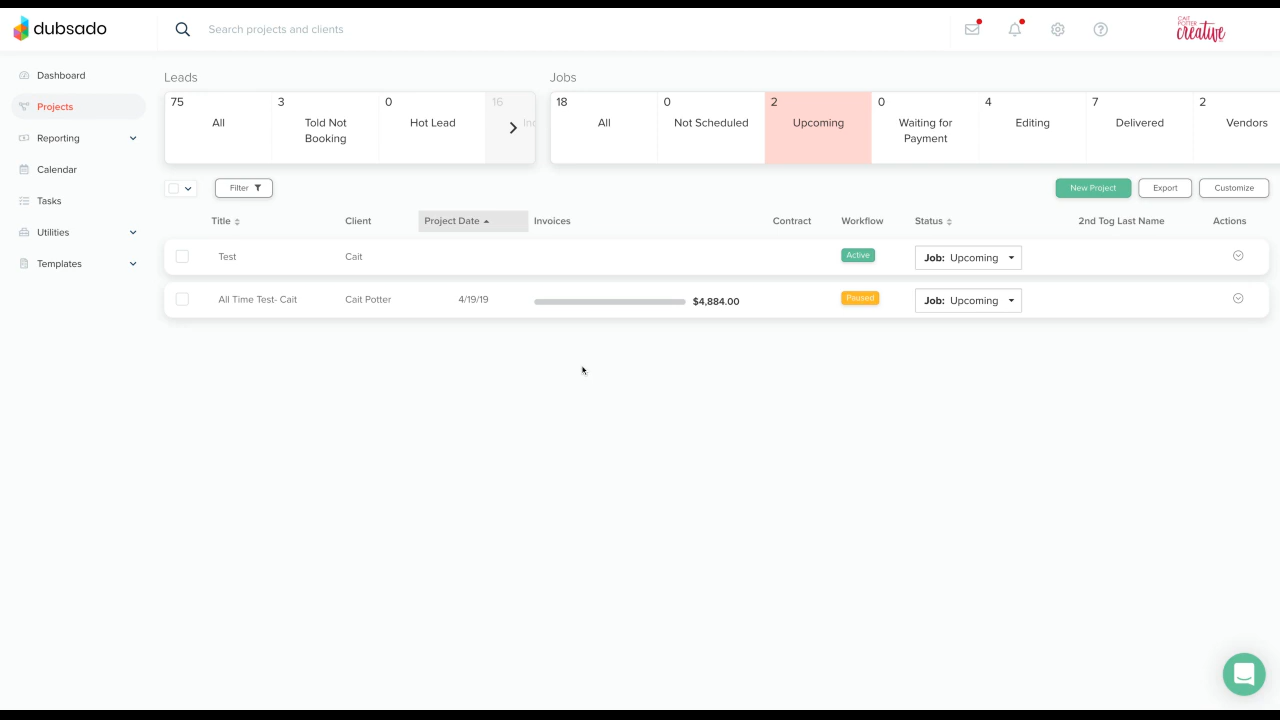 dubsado
Search projects and clients
CAIT
POTTER
creative
Dashboard
Projects
Reporting
Calendar
Tasks
Utilities
Templates
Leads
75
All
3
Told Not
Booking
0
Hot Lead
16
Jobs
18
All
0
Not Scheduled
2
Upcoming
0
Waiting for
Payment
4
Editing
7
Delivered
2
Vendors
Filter
New Project
Export
Customize
Title
Client
Project Date
Invoices
Contract
Workflow
Status
2nd Tog Last Name
Actions
Test
Cait
Active
Job: Upcoming
All Time Test- Cait
Cait Potter
4/19/19
$4,884.00
Paused
Job: Upcoming